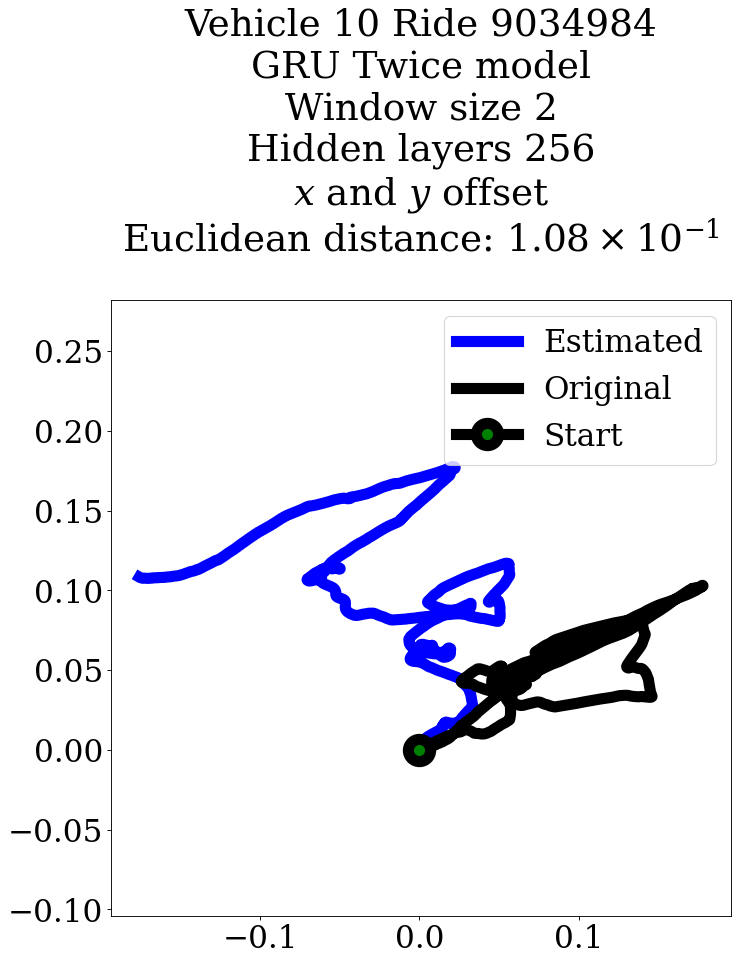 Vehicle 10 Ride 9034984
GRU Twice model
Window size 2
Hidden layers 256
x and y offset
Euclidean distance: 1.08 × 10⁻¹
Estimated
Original
Start
0.25
0.20
0.15
0.10
0.05
0.00
−0.05
−0.10
−0.1 0.0 0.1